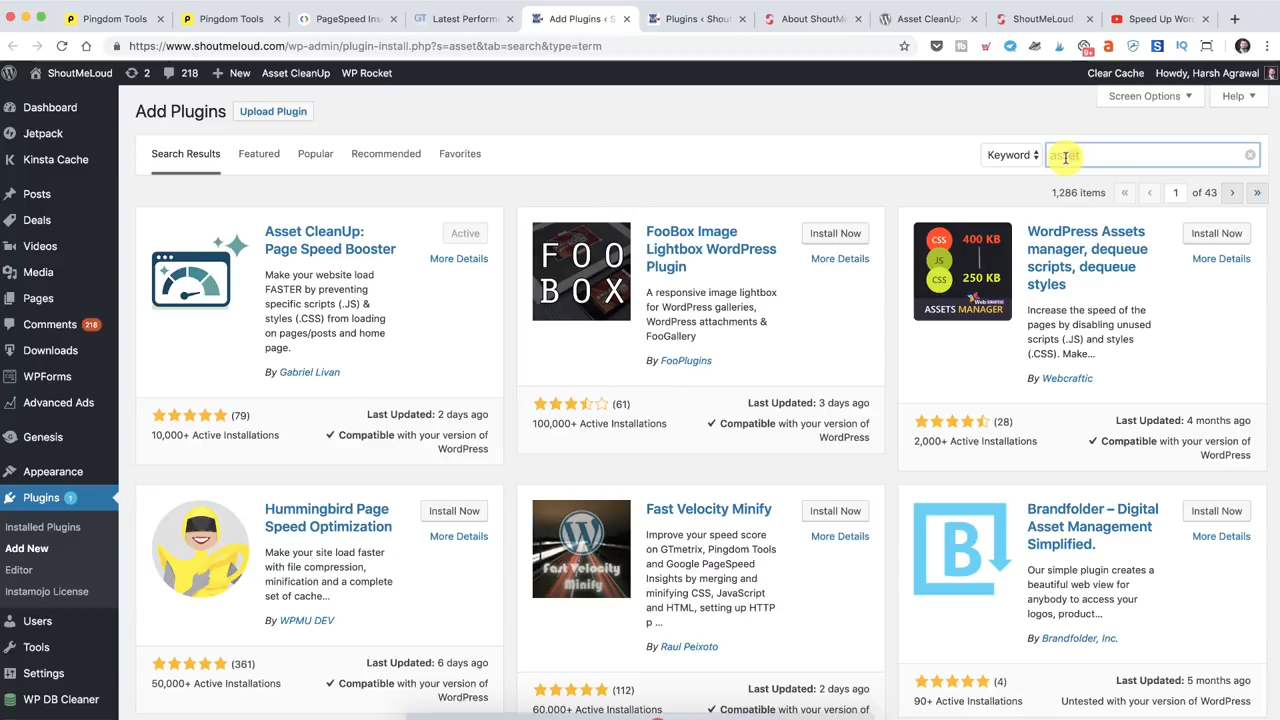 Pingdom Tools
Pingdom Tools
PageSpeed Ins
Latest Perform
Add Plugins ‹ S
Plugins ‹ Shou
About ShoutMe
Asset CleanUp:
ShoutMeLoud
Speed Up Wor
https://www.shoutmeloud.com/wp-admin/plugin-install.php?s=asset&tab=search&type=term
ShoutMeLoud
2
218
+ New
Asset CleanUp
WP Rocket
Clear Cache
Howdy, Harsh Agrawal
Dashboard
Jetpack
Kinsta Cache
Posts
Deals
Videos
Media
Pages
Comments 218
Downloads
WPForms
Advanced Ads
Genesis
Appearance
Plugins 1
Installed Plugins
Add New
Editor
Instamojo License
Users
Tools
Settings
WP DB Cleaner
Screen Options
Help
Add Plugins
Upload Plugin
Search Results
Featured
Popular
Recommended
Favorites
Keyword
asset
1,286 items
«
‹
1
of 43
›
»
Asset CleanUp:
Page Speed Booster
Active
More Details
Make your website load
FASTER by preventing
specific scripts (.JS) &
styles (.CSS) from loading
on pages/posts and home
page.
By Gabriel Livan
(79)
10,000+ Active Installations
Last Updated: 2 days ago
✓ Compatible with your version of
WordPress
FOO
BOX
FooBox Image
Lightbox WordPress
Plugin
Install Now
More Details
A responsive image lightbox
for WordPress galleries,
WordPress attachments &
FooGallery
By FooPlugins
(61)
100,000+ Active Installations
Last Updated: 3 days ago
✓ Compatible with your version of
WordPress
CSS
400 KB
JS
CSS
250 KB
ASSETS MANAGER
WordPress Assets
manager, dequeue
scripts, dequeue
styles
Install Now
More Details
Increase the speed of the
pages by disabling unused
scripts (.JS) and styles
(.CSS). Make...
By Webcraftic
(28)
2,000+ Active Installations
Last Updated: 4 months ago
✓ Compatible with your version of
WordPress
Hummingbird Page
Speed Optimization
Install Now
More Details
Make your site load faster
with file compression,
minification and a complete
set of cache...
By WPMU DEV
(361)
50,000+ Active Installations
Last Updated: 6 days ago
✓ Compatible with your version of
WordPress
Fast Velocity
Minify
Fast Velocity Minify
Install Now
More Details
Improve your speed score
on GTmetrix, Pingdom Tools
and Google PageSpeed
Insights by merging and
minifying CSS, JavaScript
and HTML, setting up HTTP
p ...
By Raul Peixoto
(112)
60,000+ Active Installations
Last Updated: 2 days ago
✓ Compatible with your version of
B
Brandfolder – Digital
Asset Management
Simplified.
Install Now
More Details
Our simple plugin creates a
beautiful web view for
anybody to access your
logos, product...
By Brandfolder, Inc.
(4)
90+ Active Installations
Last Updated: 5 months ago
Untested with your version of WordPress